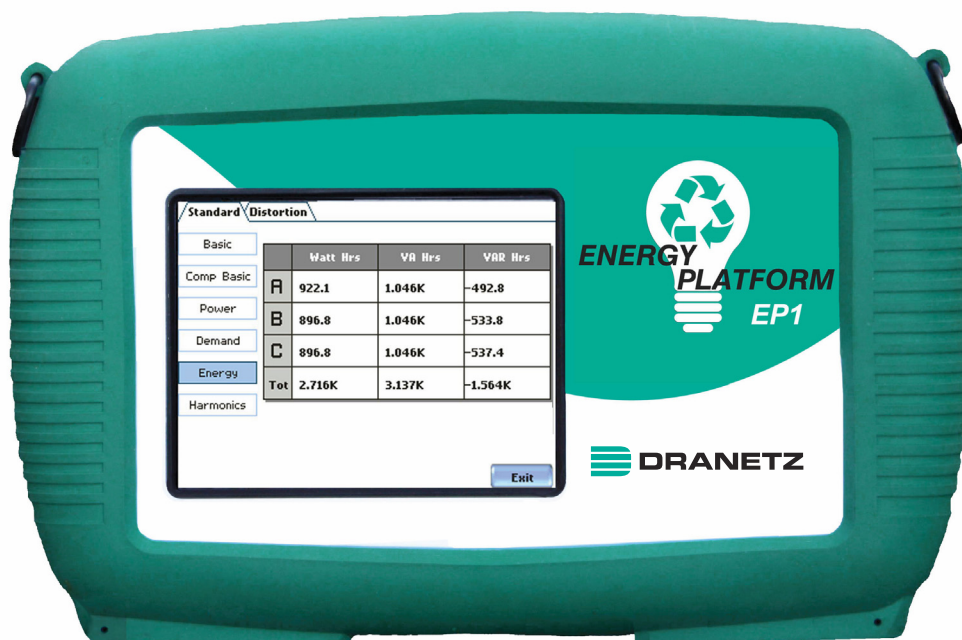 Standard Distortion
Basic
Comp Basic
Power
Demand
Energy
Harmonics
Watt Hrs VA Hrs VAR Hrs
A 922.1 1.046K -492.8
B 896.8 1.046K -533.8
C 896.8 1.046K -537.4
Tot 2.716K 3.137K -1.564K
Exit
ENERGY
PLATFORM
EP1
DRANETZ